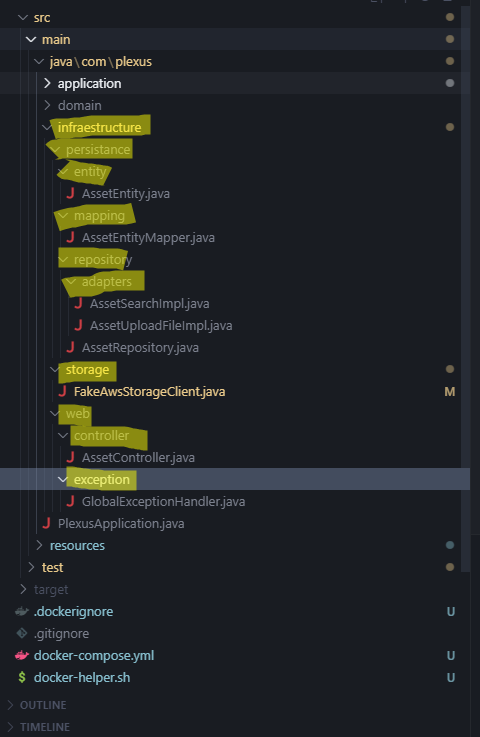 src
main
java\com\plexus
application
domain
infraestructure
persistance
entity
J AssetEntity.java
mapping
J AssetEntityMapper.java
repository
adapters
J AssetSearchImpl.java
J AssetUploadFileImpl.java
J AssetRepository.java
storage
J FakeAwsStorageClient.java M
web
controller
J AssetController.java
exception
J GlobalExceptionHandler.java
J PlexusApplication.java
resources
test
target
.dockerignore U
.gitignore
docker-compose.yml U
$ docker-helper.sh U
OUTLINE
TIMELINE